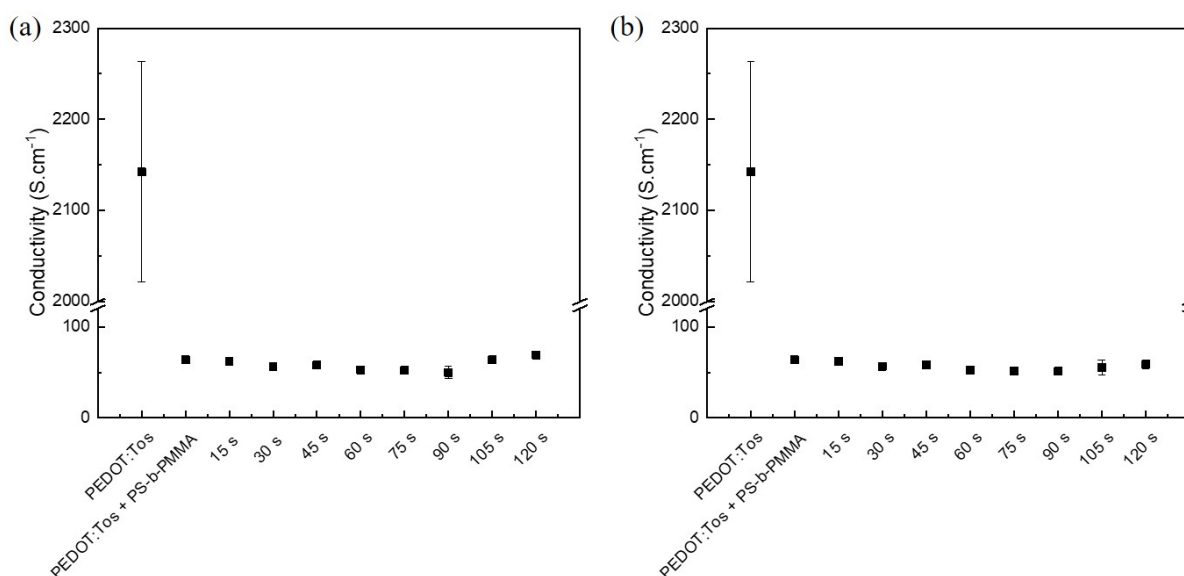 (a)
Conductivity (S.cm⁻¹)
2300
2200
2100
2000
100
0
PEDOT:Tos
PEDOT:Tos + PS-b-PMMA
15 s
30 s
45 s
60 s
75 s
90 s
105 s
120 s
(b)
Conductivity (S.cm⁻¹)
2300
2200
2100
2000
100
0
PEDOT:Tos
PEDOT:Tos + PS-b-PMMA
15 s
30 s
45 s
60 s
75 s
90 s
105 s
120 s